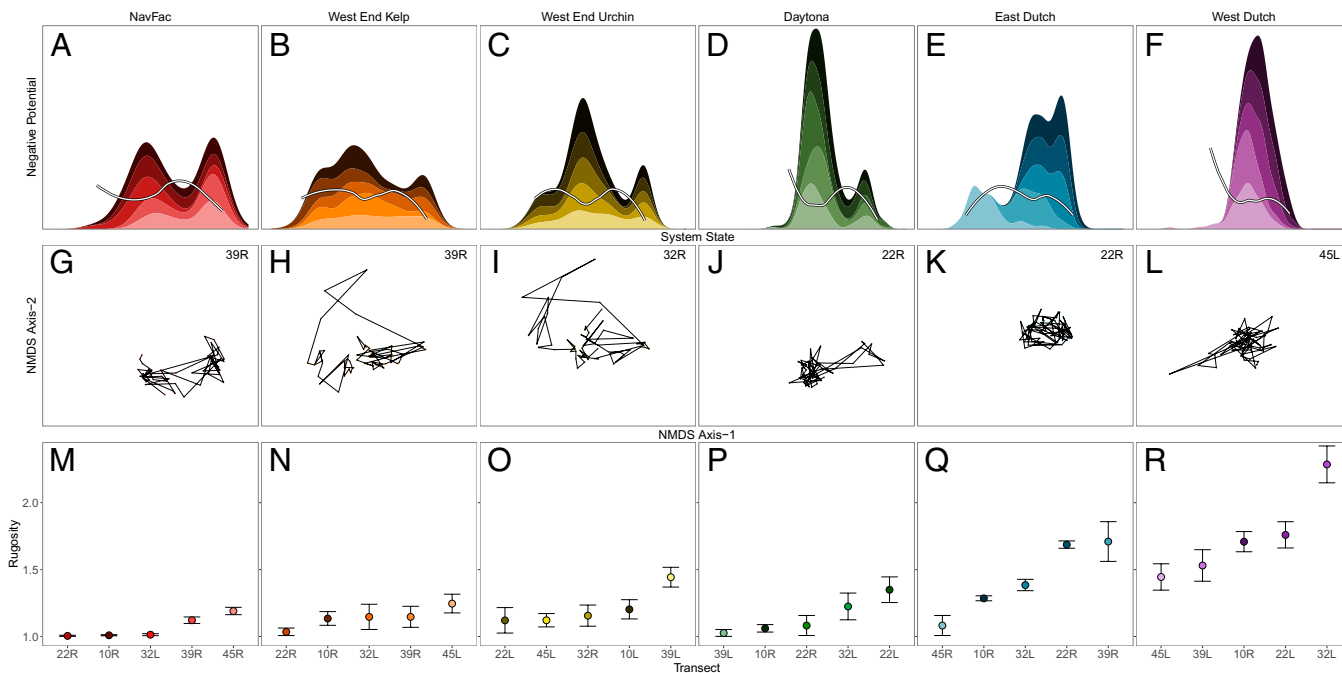 NavFac West End Kelp West End Urchin Daytona East Dutch West Dutch
Negative Potential
A B C D E F
System State
NMDS Axis−2
G 39R H 39R I 32R J 22R K 22R L 45L
NMDS Axis−1
Rugosity
M N O P Q R
2.0
1.5
1.0
22R 10R 32L 39R 45R 22R 10R 32L 39R 45L 22L 45L 32R 10L 39L 39L 10R 22R 32L 22L 45R 10R 32L 22R 39R 45L 39L 10R 22L 32L
Transect